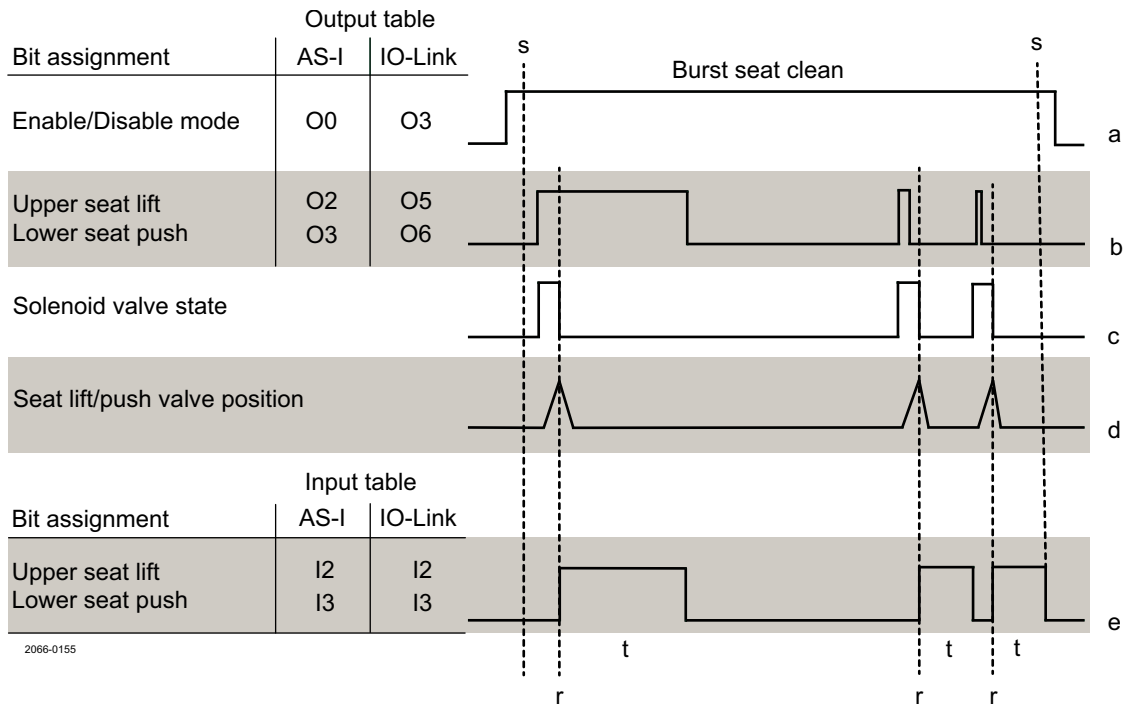 Output table
Bit assignment AS-I IO-Link
s s
Burst seat clean
Enable/Disable mode O0 O3
a
Upper seat lift O2 O5
Lower seat push O3 O6
b
Solenoid valve state
c
Seat lift/push valve position
d
Input table
Bit assignment AS-I IO-Link
Upper seat lift I2 I2
Lower seat push I3 I3
e
2066-0155
t t t
r r r